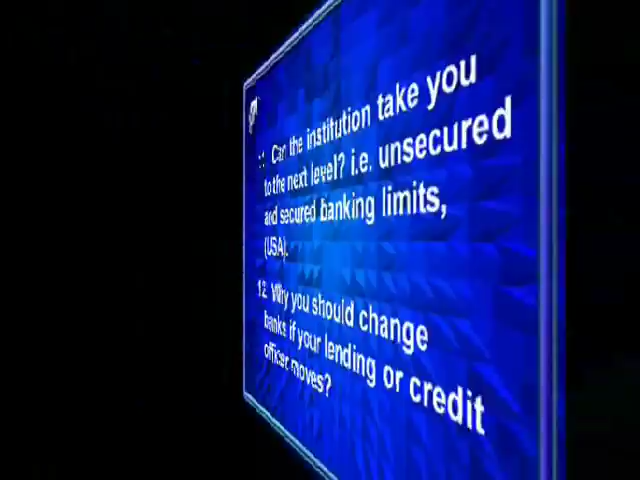 11. Can the institution take you
to the next level? i.e. unsecured
and secured banking limits,
(USA).
12. Why you should change
banks if your lending or credit
officer moves?